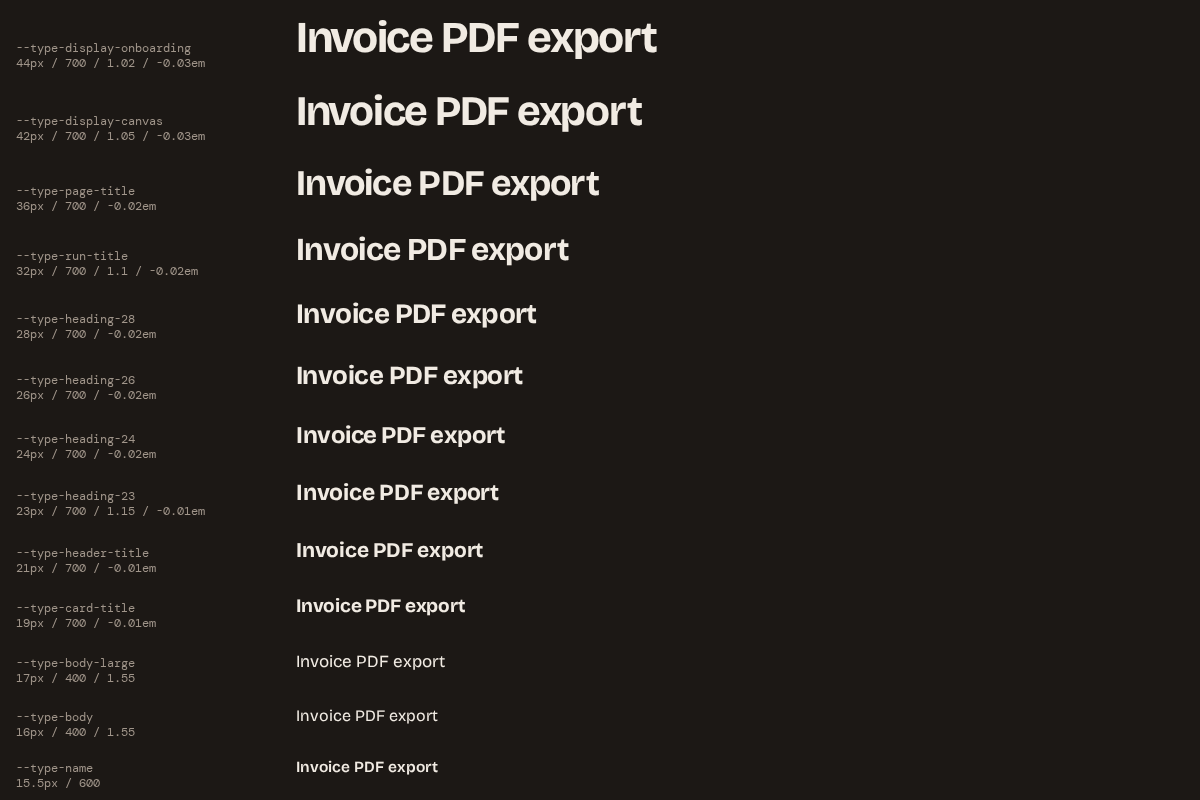 --type-display-onboarding
44px / 700 / 1.02 / -0.03em
Invoice PDF export
--type-display-canvas
42px / 700 / 1.05 / -0.03em
Invoice PDF export
--type-page-title
36px / 700 / -0.02em
Invoice PDF export
--type-run-title
32px / 700 / 1.1 / -0.02em
Invoice PDF export
--type-heading-28
28px / 700 / -0.02em
Invoice PDF export
--type-heading-26
26px / 700 / -0.02em
Invoice PDF export
--type-heading-24
24px / 700 / -0.02em
Invoice PDF export
--type-heading-23
23px / 700 / 1.15 / -0.01em
Invoice PDF export
--type-header-title
21px / 700 / -0.01em
Invoice PDF export
--type-card-title
19px / 700 / -0.01em
Invoice PDF export
--type-body-large
17px / 400 / 1.55
Invoice PDF export
--type-body
16px / 400 / 1.55
Invoice PDF export
--type-name
15.5px / 600
Invoice PDF export